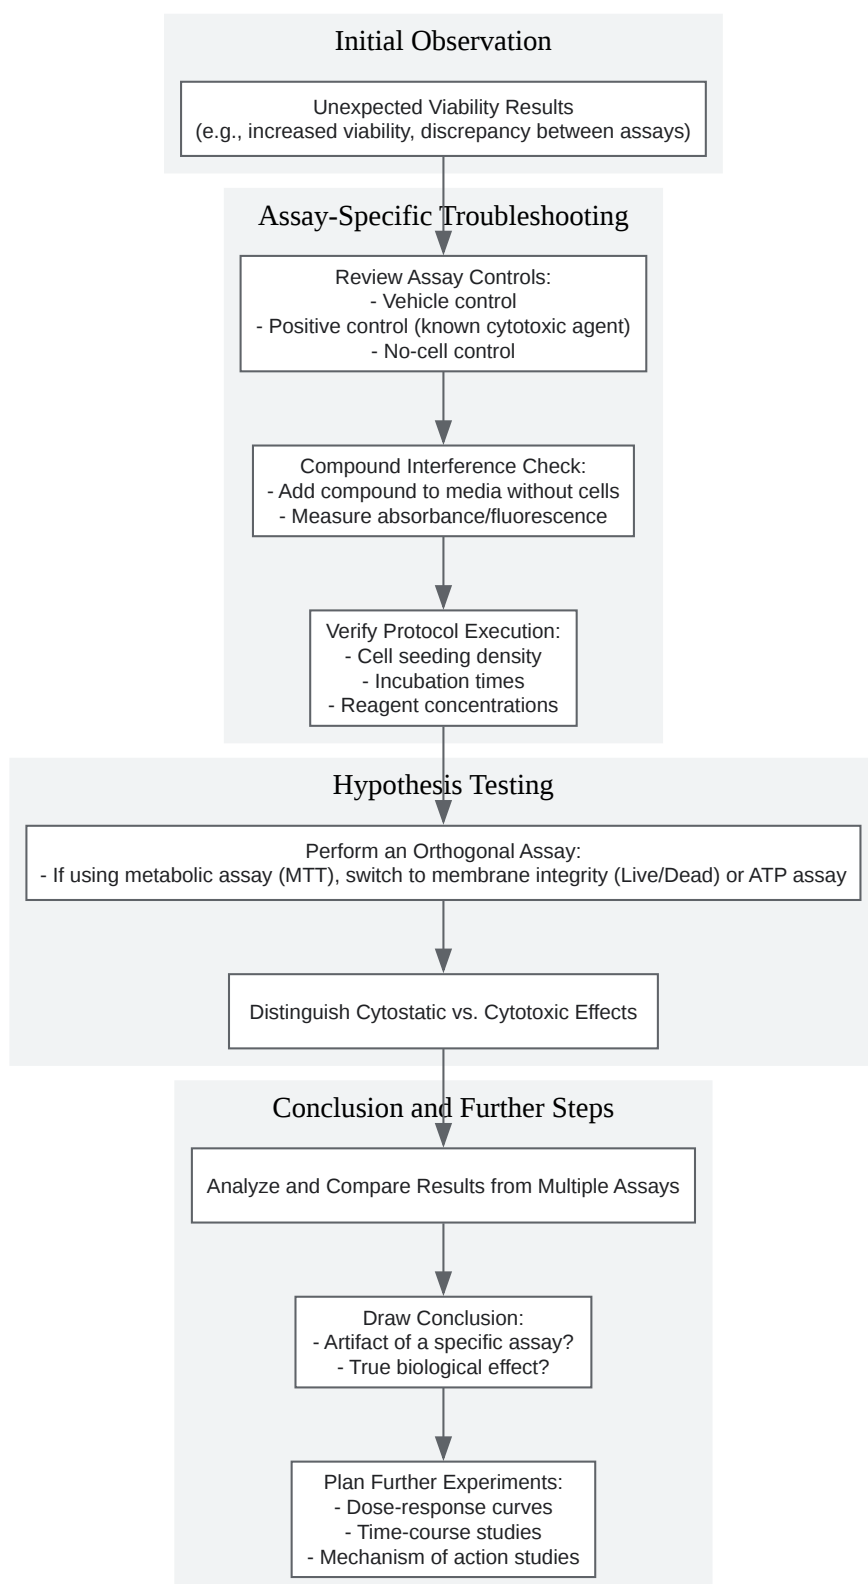 Initial Observation
Unexpected Viability Results
(e.g., increased viability, discrepancy between assays)
Assay-Specific Troubleshooting
Review Assay Controls:
- Vehicle control
- Positive control (known cytotoxic agent)
- No-cell control
Compound Interference Check:
- Add compound to media without cells
- Measure absorbance/fluorescence
Verify Protocol Execution:
- Cell seeding density
- Incubation times
- Reagent concentrations
Hypothesis Testing
Perform an Orthogonal Assay:
- If using metabolic assay (MTT), switch to membrane integrity (Live/Dead) or ATP assay
Distinguish Cytostatic vs. Cytotoxic Effects
Conclusion and Further Steps
Analyze and Compare Results from Multiple Assays
Draw Conclusion:
- Artifact of a specific assay?
- True biological effect?
Plan Further Experiments:
- Dose-response curves
- Time-course studies
- Mechanism of action studies